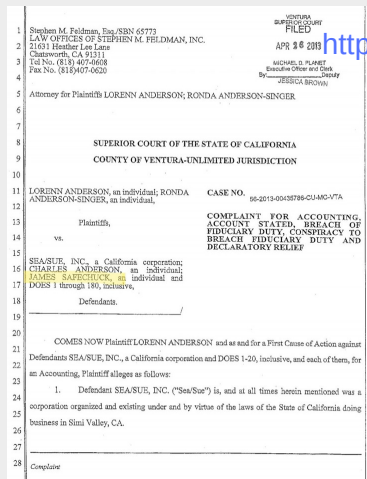 VENTURA
SUPERIOR COURT
FILED
APR 26 2013
http
MICHAEL D. PLANET
Executive Officer and Clerk
By: Deputy
JESSICA BROWN
1 Stephen M. Feldman, Esq./SBN 65773
LAW OFFICES OF STEPHEN M. FELDMAN, INC.
2 21631 Heather Lee Lane
Chatsworth, CA 91311
3 Tel No. (818) 407-0608
Fax No. (818)407-0620
4
5 Attorney for Plaintiffs LORENN ANDERSON; RONDA ANDERSON-SINGER
6
7
8 SUPERIOR COURT OF THE STATE OF CALIFORNIA
9 COUNTY OF VENTURA-UNLIMITED JURISDICTION
10
11 LORENN ANDERSON, an individual; RONDA
ANDERSON-SINGER, an individual,
12
13 Plaintiffs,
14 vs.
15
SEA/SUE, INC., a California corporation;
16 CHARLES ANDERSON, an individual;
JAMES SAFECHUCK, an individual and
17 DOES 1 through 180, inclusive,
18 Defendants.
CASE NO. 56-2013-00435786-CU-MC-VTA
COMPLAINT FOR ACCOUNTING,
ACCOUNT STATED, BREACH OF
FIDUCIARY DUTY, CONSPIRACY TO
BREACH FIDUCIARY DUTY AND
DECLARATORY RELIEF
19
20
21 COMES NOW Plaintiff LORENN ANDERSON and as and for a First Cause of Action against
22 Defendants SEA/SUE, INC., a California corporation and DOES 1-20, inclusive, and each of them, for
23 an Accounting, Plaintiff alleges as follows:
24 1. Defendant SEA/SUE, INC. ("Sea/Sue") is, and at all times herein mentioned was a
25 corporation organized and existing under and by virtue of the laws of the State of California doing
26 business in Simi Valley, CA.
27
28 Complaint